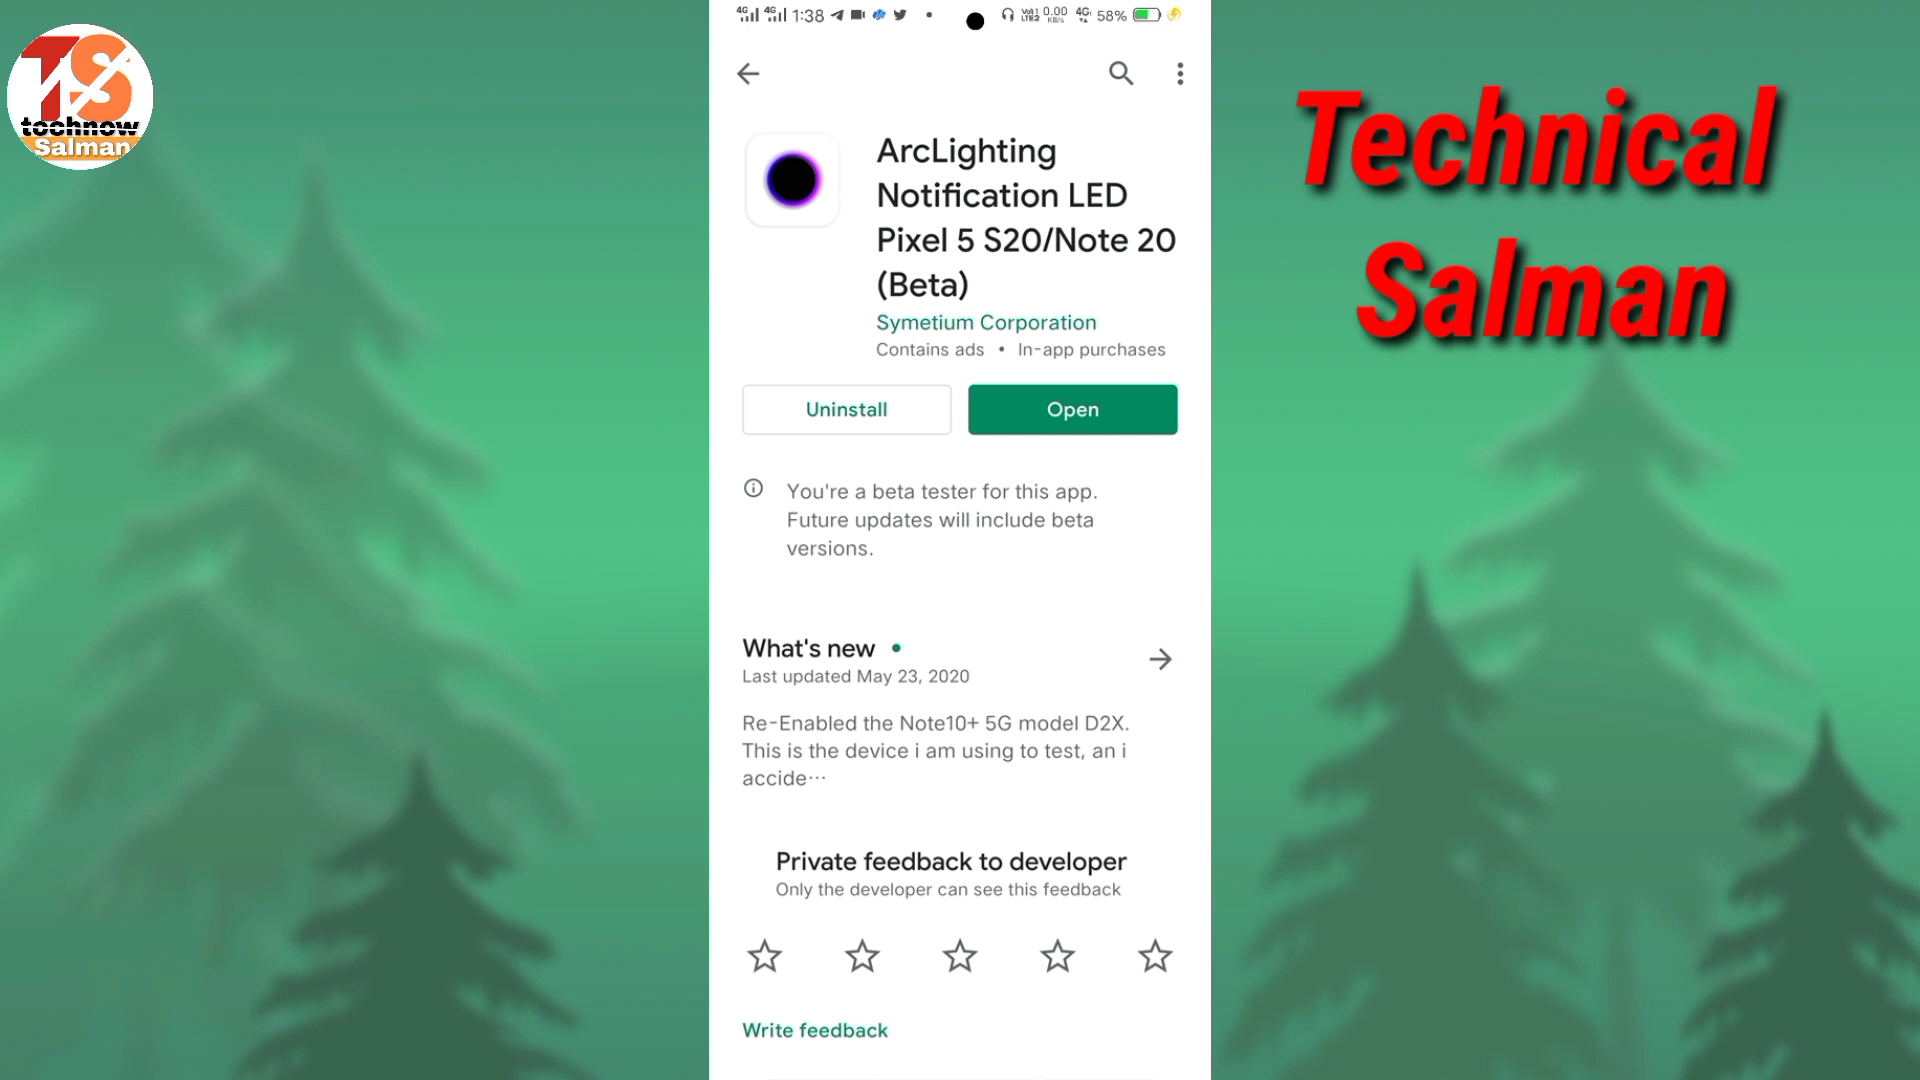 TS
technow
Salman
4G 4G 1:38 58%
Technical
Salman
ArcLighting
Notification LED
Pixel 5 S20/Note 20
(Beta)
Symetium Corporation
Contains ads • In-app purchases
Uninstall Open
You're a beta tester for this app.
Future updates will include beta
versions.
What's new
Last updated May 23, 2020
Re-Enabled the Note10+ 5G model D2X.
This is the device i am using to test, an i
accide…
Private feedback to developer
Only the developer can see this feedback
Write feedback